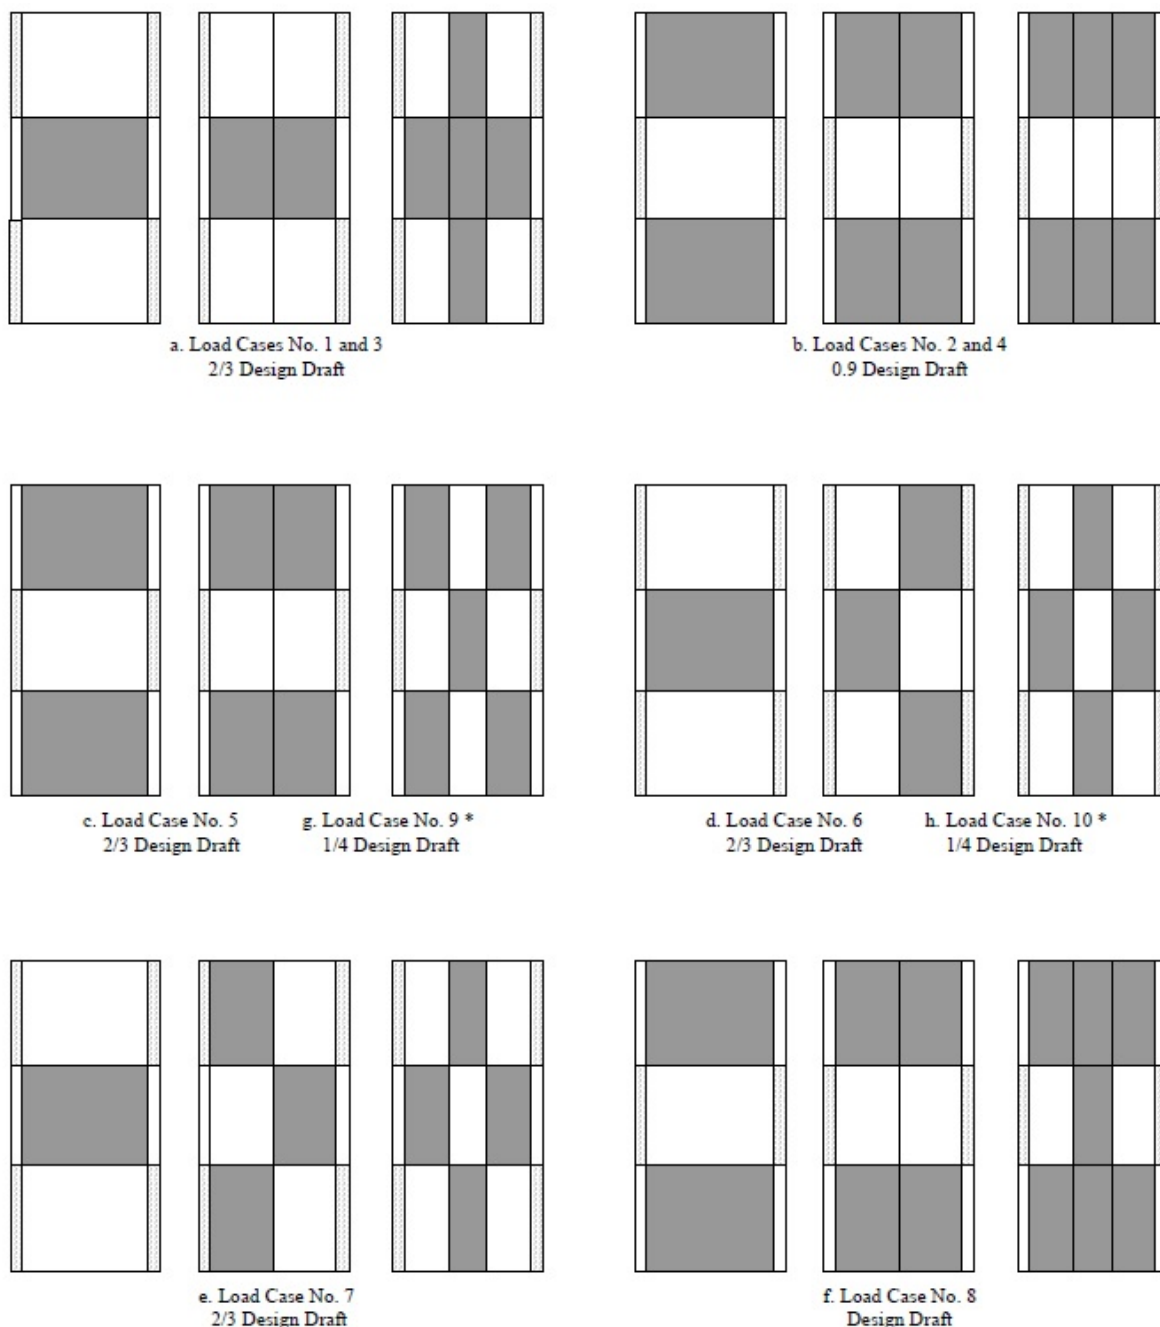 a. Load Cases No. 1 and 3
2/3 Design Draft
b. Load Cases No. 2 and 4
0.9 Design Draft
c. Load Case No. 5
2/3 Design Draft
g. Load Case No. 9 *
1/4 Design Draft
d. Load Case No. 6
2/3 Design Draft
h. Load Case No. 10 *
1/4 Design Draft
e. Load Case No. 7
2/3 Design Draft
f. Load Case No. 8
Design Draft